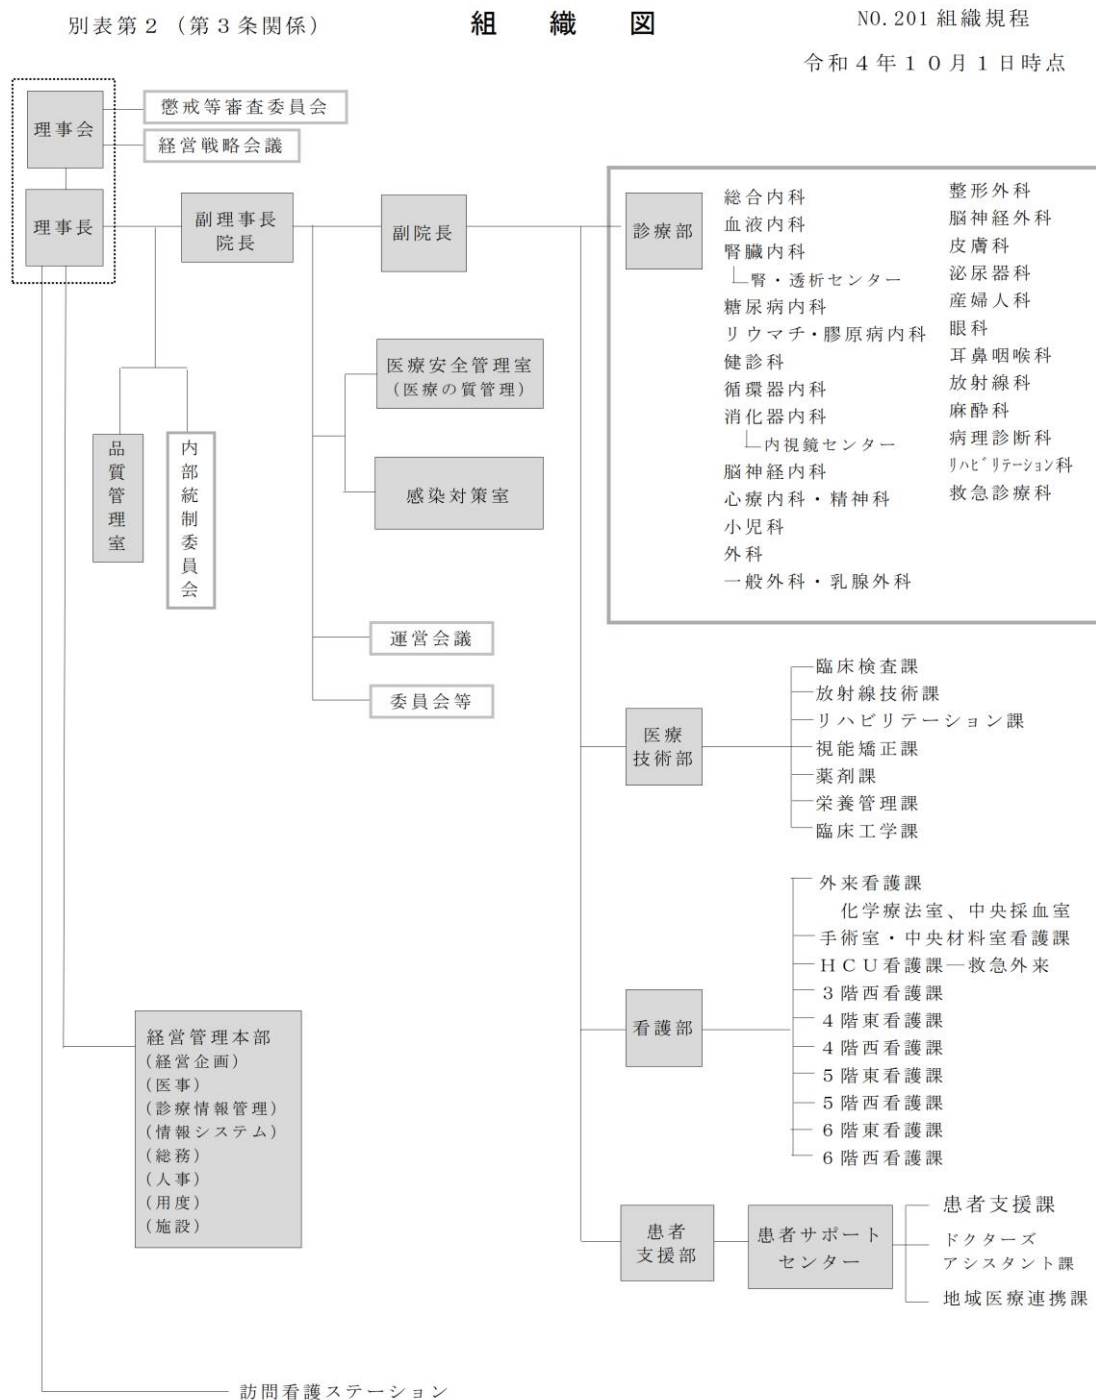 別表第２（第３条関係）
組織図
NO.201 組織規程
令和４年１０月１日時点
理事会
懲戒等審査委員会
経営戦略会議
理事長
副理事長
院長
副院長
医療安全管理室
（医療の質管理）
感染対策室
品質管理室
内部統制委員会
運営会議
委員会等
診療部
総合内科
血液内科
腎臓内科
腎・透析センター
糖尿病内科
リウマチ・膠原病内科
健診科
循環器内科
消化器内科
内視鏡センター
脳神経内科
心療内科・精神科
小児科
外科
一般外科・乳腺外科
整形外科
脳神経外科
皮膚科
泌尿器科
産婦人科
眼科
耳鼻咽喉科
放射線科
麻酔科
病理診断科
ﾘﾊﾋﾞﾘﾃｰｼｮﾝ科
救急診療科
医療
技術部
臨床検査課
放射線技術課
リハビリテーション課
視能矯正課
薬剤課
栄養管理課
臨床工学課
看護部
外来看護課
化学療法室、中央採血室
手術室・中央材料室看護課
ＨＣＵ看護課―救急外来
３階西看護課
４階東看護課
４階西看護課
５階東看護課
５階西看護課
６階東看護課
６階西看護課
経営管理本部
（経営企画）
（医事）
（診療情報管理）
（情報システム）
（総務）
（人事）
（用度）
（施設）
患者
支援部
患者サポート
センター
患者支援課
ドクターズ
アシスタント課
地域医療連携課
訪問看護ステーション